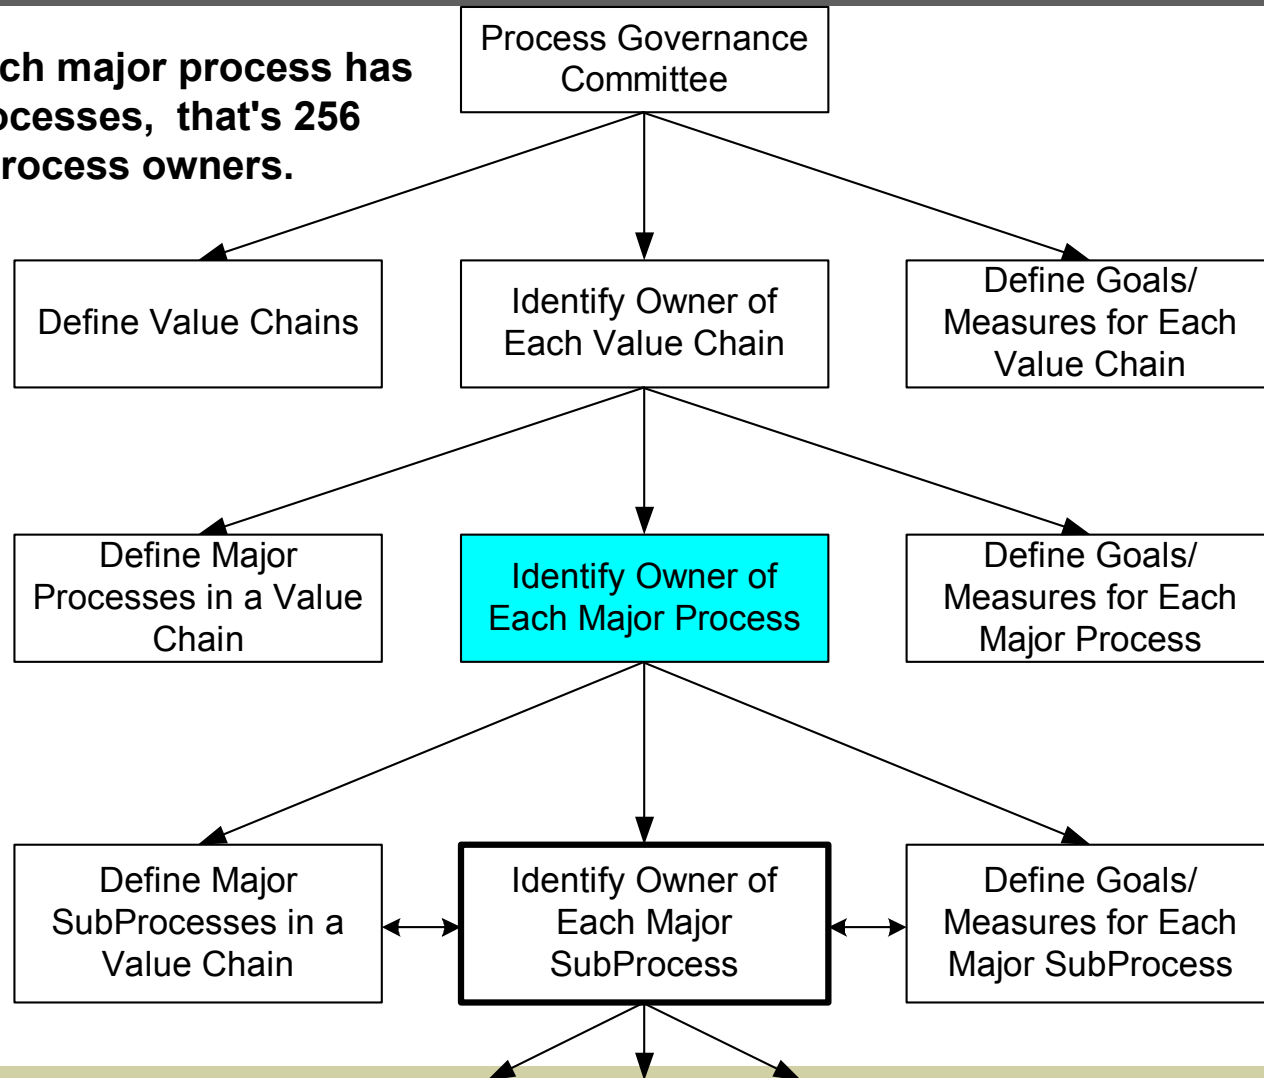 ch major process has
ocesses,  that's 256
rocess owners.
Process Governance
Committee
Define Value Chains
Identify Owner of
Each Value Chain
Define Goals/
Measures for Each
Value Chain
Define Major
Processes in a Value
Chain
Identify Owner of
Each Major Process
Define Goals/
Measures for Each
Major Process
Define Major
SubProcesses in a
Value Chain
Identify Owner of
Each Major
SubProcess
Define Goals/
Measures for Each
Major SubProcess